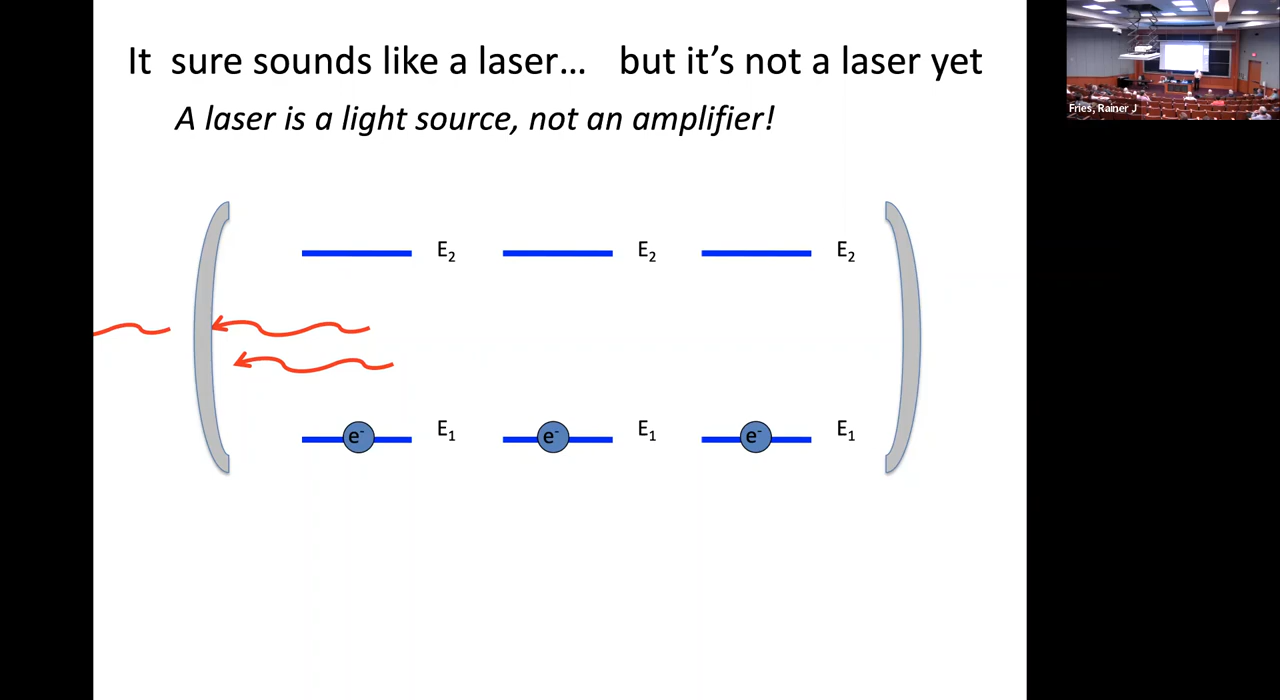 It sure sounds like a laser… but it’s not a laser yet
A laser is a light source, not an amplifier!
Fries, Rainer J
E₂ E₂ E₂
e⁻ E₁ e⁻ E₁ e⁻ E₁